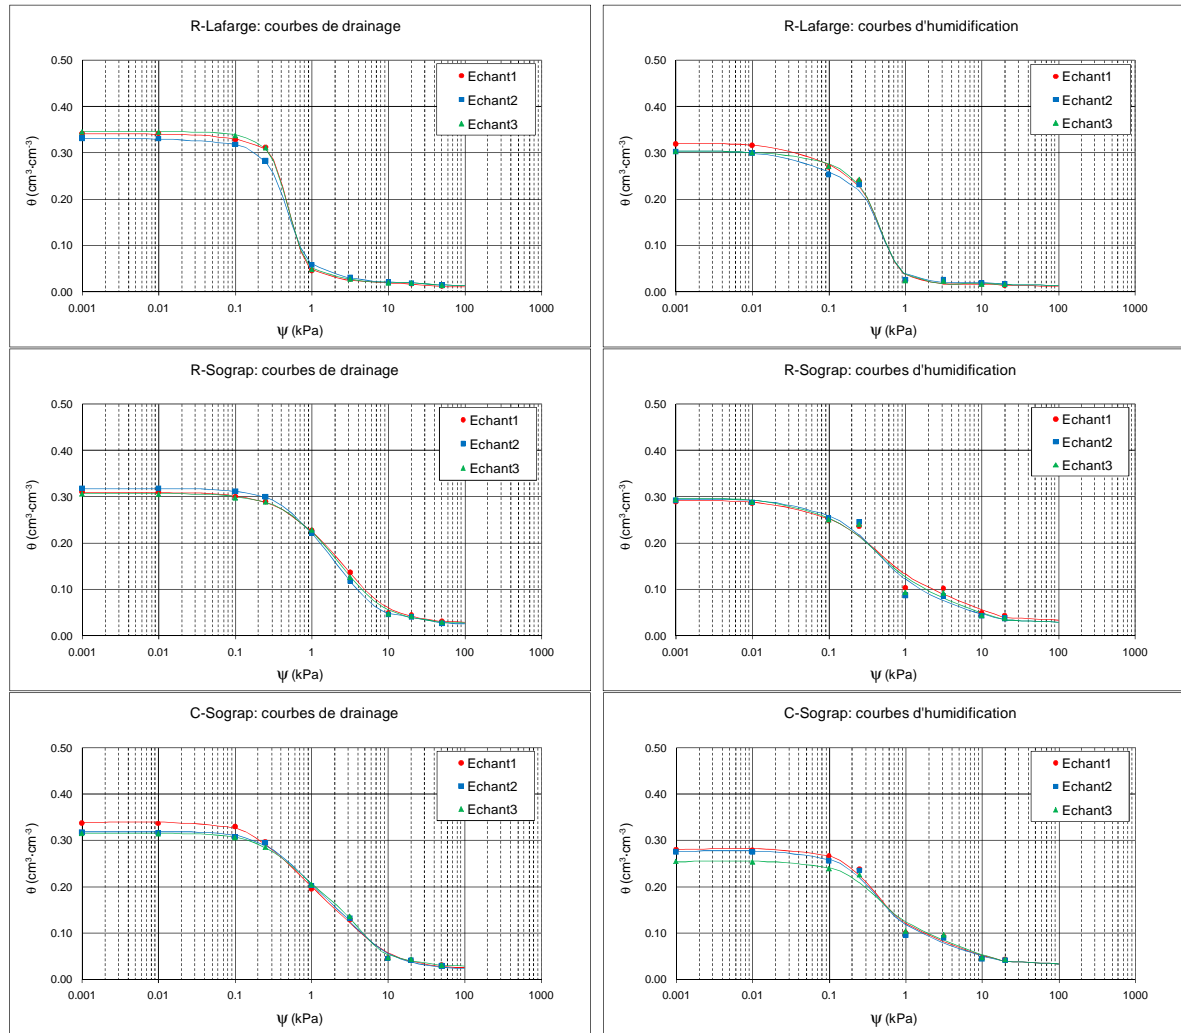 R-Lafarge: courbes de drainage
0.50
0.40
0.30
0.20
0.10
0.00
θ (cm³·cm⁻³)
0.001 0.01 0.1 1 10 100 1000
ψ (kPa)
Echant1
Echant2
Echant3
R-Lafarge: courbes d'humidification
0.50
0.40
0.30
0.20
0.10
0.00
θ (cm³·cm⁻³)
0.001 0.01 0.1 1 10 100 1000
ψ (kPa)
Echant1
Echant2
Echant3
R-Sograp: courbes de drainage
0.50
0.40
0.30
0.20
0.10
0.00
θ (cm³·cm⁻³)
0.001 0.01 0.1 1 10 100 1000
ψ (kPa)
Echant1
Echant2
Echant3
R-Sograp: courbes d'humidification
0.50
0.40
0.30
0.20
0.10
0.00
θ (cm³·cm⁻³)
0.001 0.01 0.1 1 10 100 1000
ψ (kPa)
Echant1
Echant2
Echant3
C-Sograp: courbes de drainage
0.50
0.40
0.30
0.20
0.10
0.00
θ (cm³·cm⁻³)
0.001 0.01 0.1 1 10 100 1000
ψ (kPa)
Echant1
Echant2
Echant3
C-Sograp: courbes d'humidification
0.50
0.40
0.30
0.20
0.10
0.00
θ (cm³·cm⁻³)
0.001 0.01 0.1 1 10 100 1000
ψ (kPa)
Echant1
Echant2
Echant3